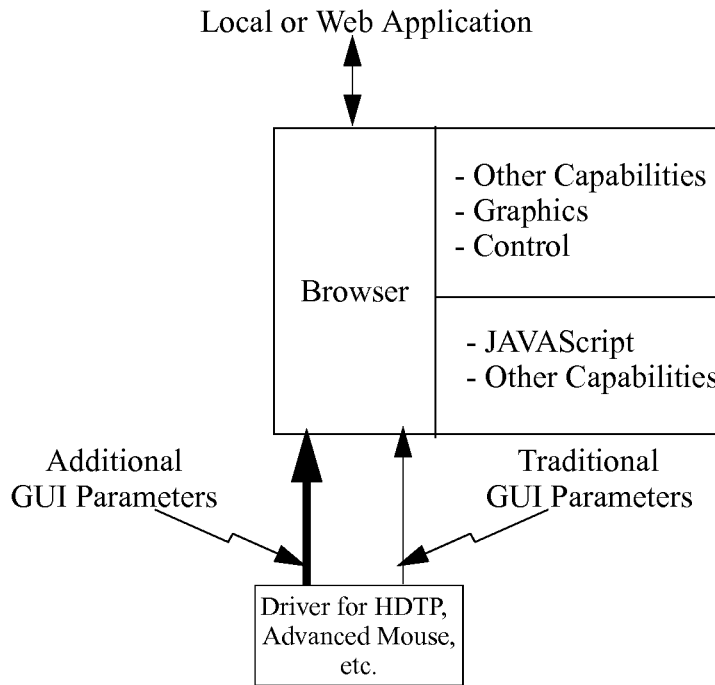 Local or Web Application
- Other Capabilities
- Graphics
- Control
Browser
- JAVAScript
- Other Capabilities
Additional
GUI Parameters
Traditional
GUI Parameters
Driver for HDTP,
Advanced Mouse,
etc.